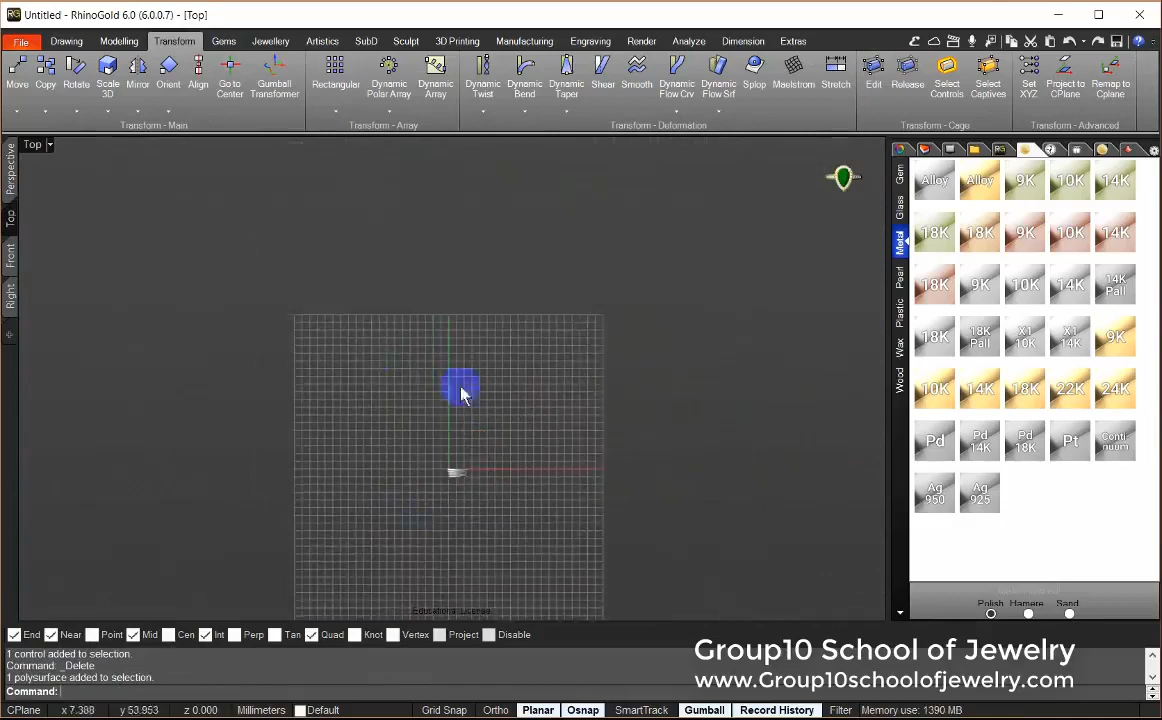 Untitled - RhinoGold 6.0 (6.0.0.7) - [Top]
File Drawing Modelling Transform Gems Jewellery Artistics SubD Sculpt 3D Printing Manufacturing Engraving Render Analyze Dimension Extras
Move Copy Rotate Scale 3D Mirror Orient Align Go to Center Gumball Transformer Rectangular Dynamic Polar Array Dynamic Array Dynamic Twist Dynamic Bend Dynamic Taper Shear Smooth Dynamic Flow Crv Dynamic Flow Srf Splop Maelstrom Stretch Edit Release Select Controls Select Captives Set XYZ Project to CPlane Remap to Cplane
Transform - Main Transform - Array Transform - Deformation Transform - Cage Transform - Advanced
Top
Perspective
Top
Front
Right
Gem
Glass
Metal
Pearl
Plastic
Wax
Wood
Alloy Alloy 9K 10K 14K
18K 18K 9K 10K 14K
18K 9K 10K 14K 14K Pall
18K 18K Pall X1 10K X1 14K 9K
10K 14K 18K 22K 24K
Pd Pd 14K Pd 18K Pt Conti nuum
Ag 950 Ag 925
Educational License
Polish Hamere Sand
End Near Point Mid Cen Int Perp Tan Quad Knot Vertex Project Disable
1 control added to selection.
Command: _Delete
1 polysurface added to selection.
Command:
Group10 School of Jewelry
www.Group10schoolofjewelry.com
CPlane x 7.388 y 53.953 z 0.000 Millimeters Default Grid Snap Ortho Planar Osnap SmartTrack Gumball Record History Filter Memory use: 1390 MB